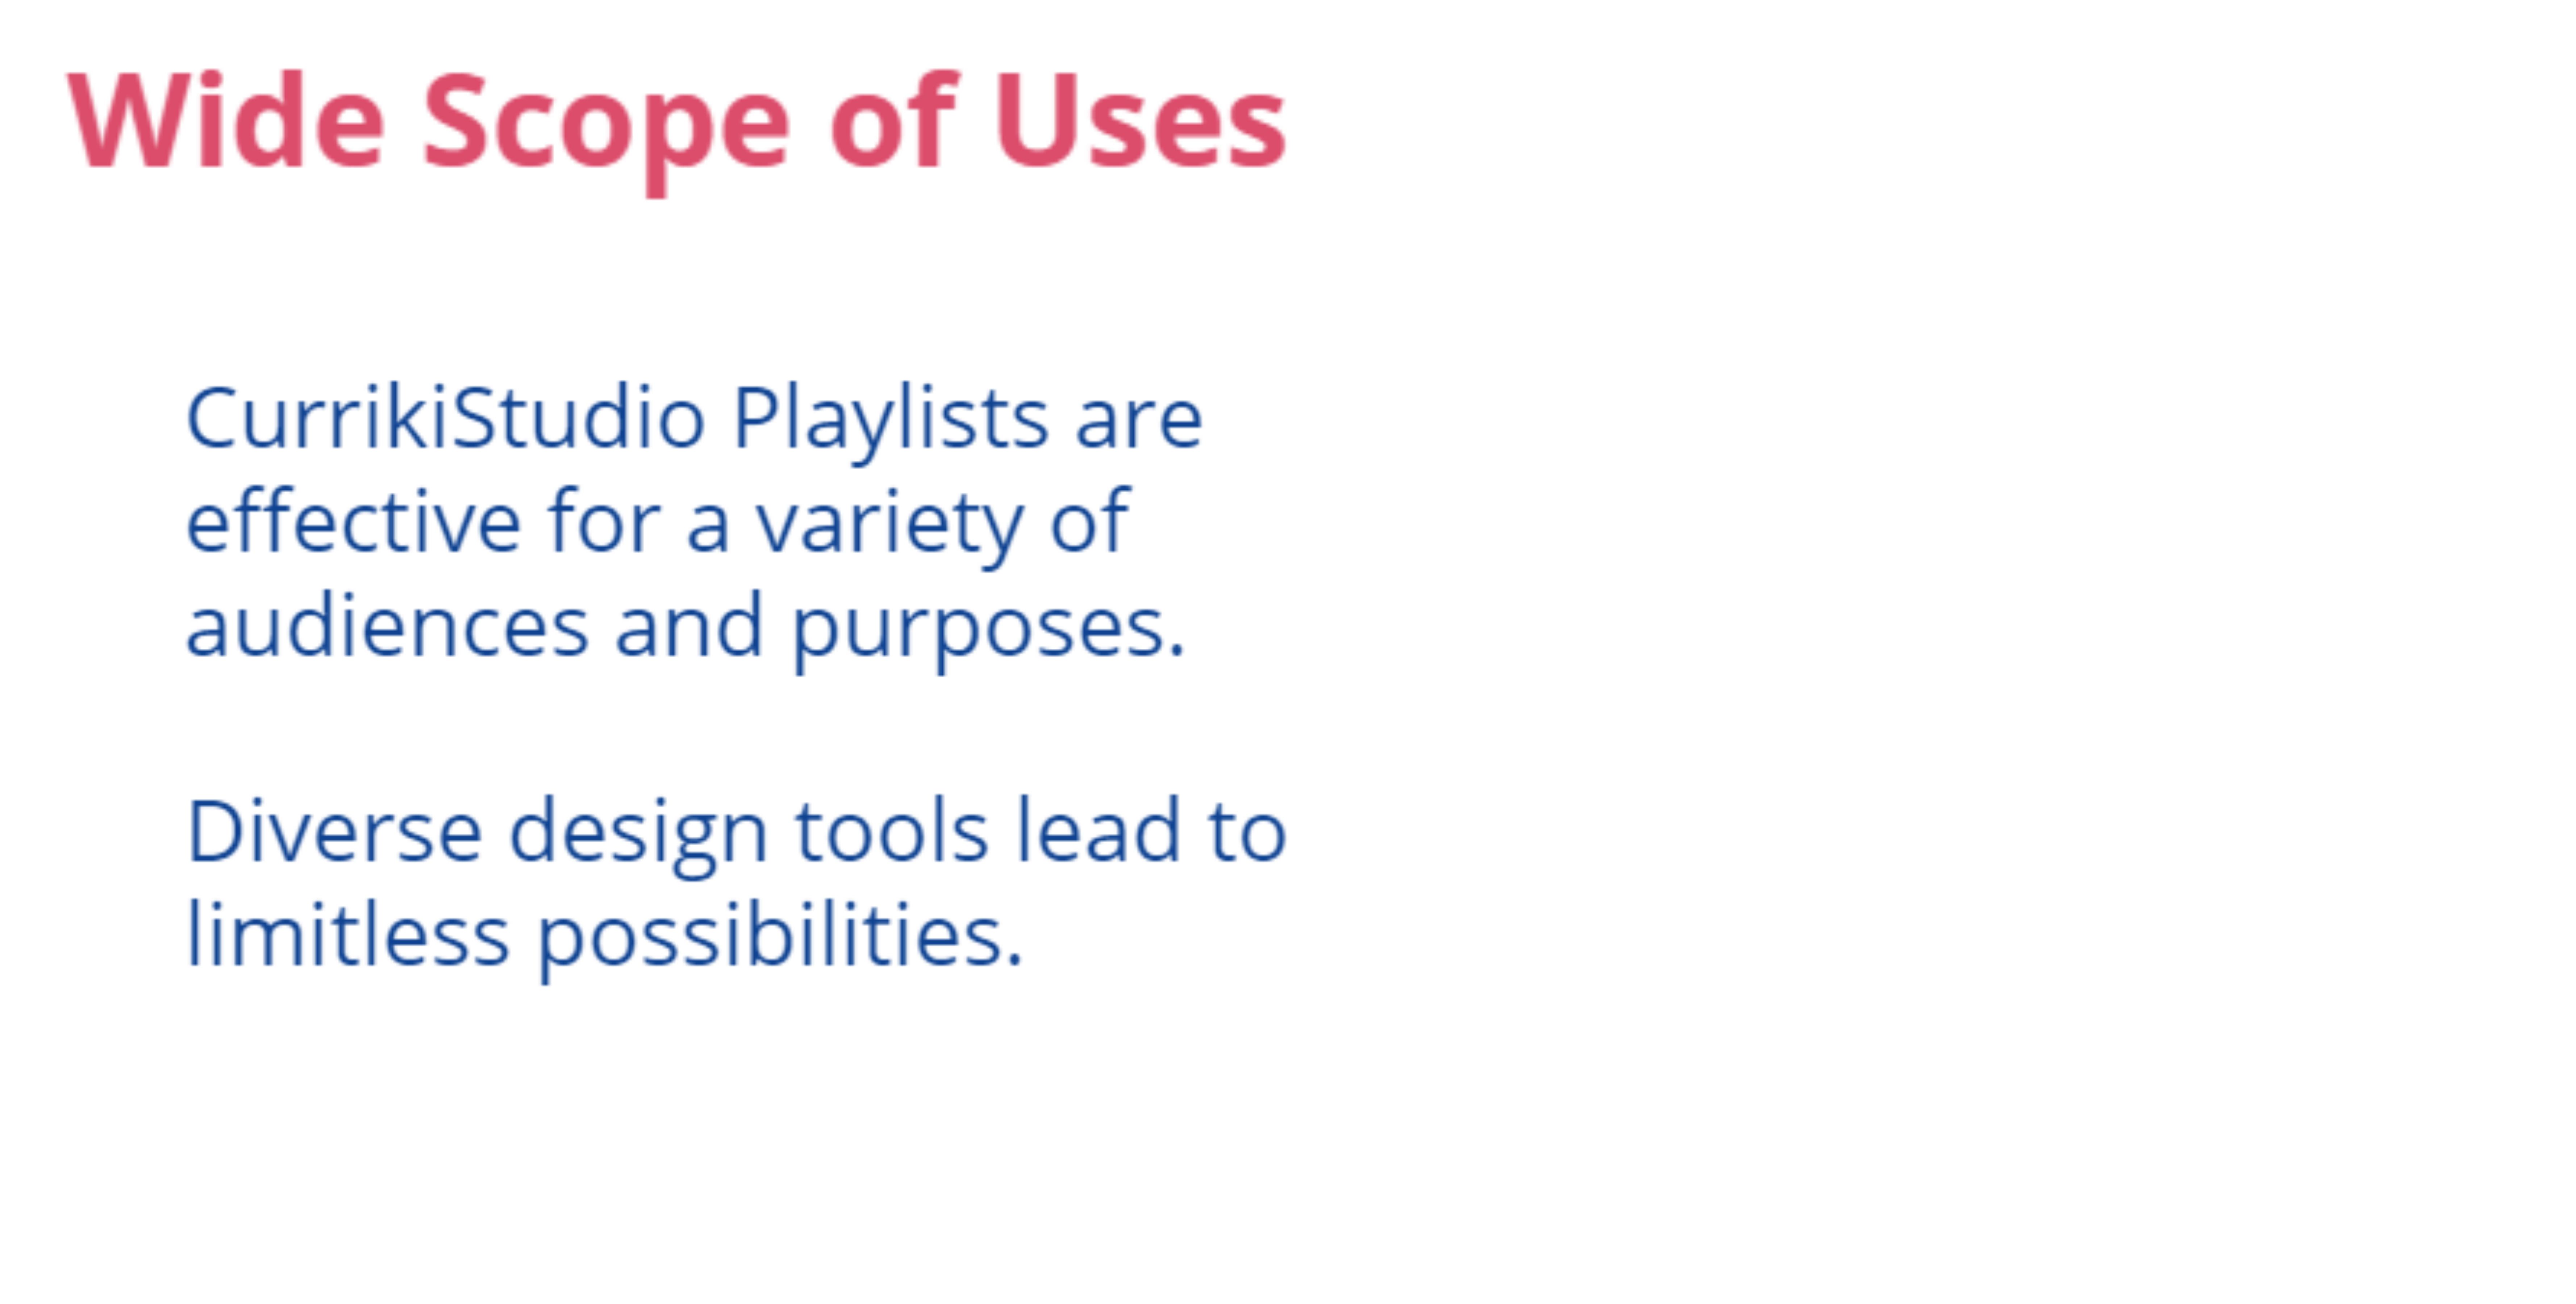 Wide Scope of Uses
CurrikiStudio Playlists are
effective for a variety of
audiences and purposes.
Diverse design tools lead to
limitless possibilities.